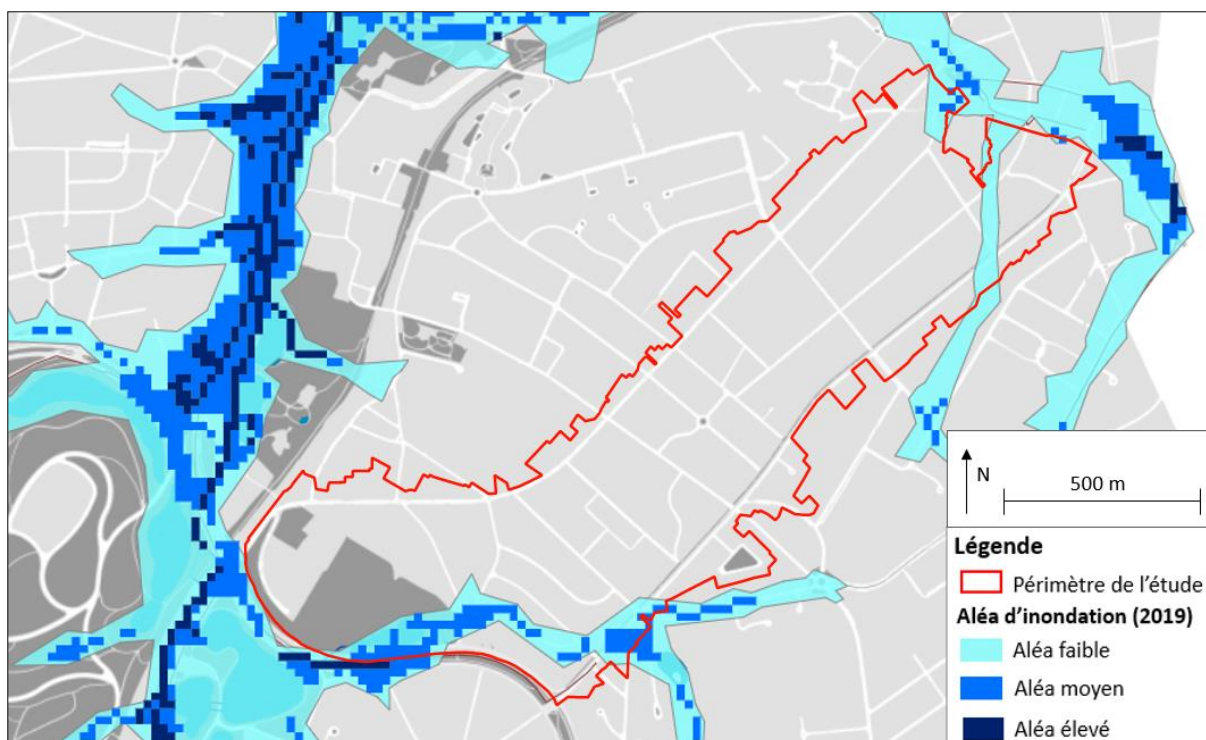 N
500 m
Légende
Périmètre de l'étude
Aléa d'inondation (2019)
Aléa faible
Aléa moyen
Aléa élevé